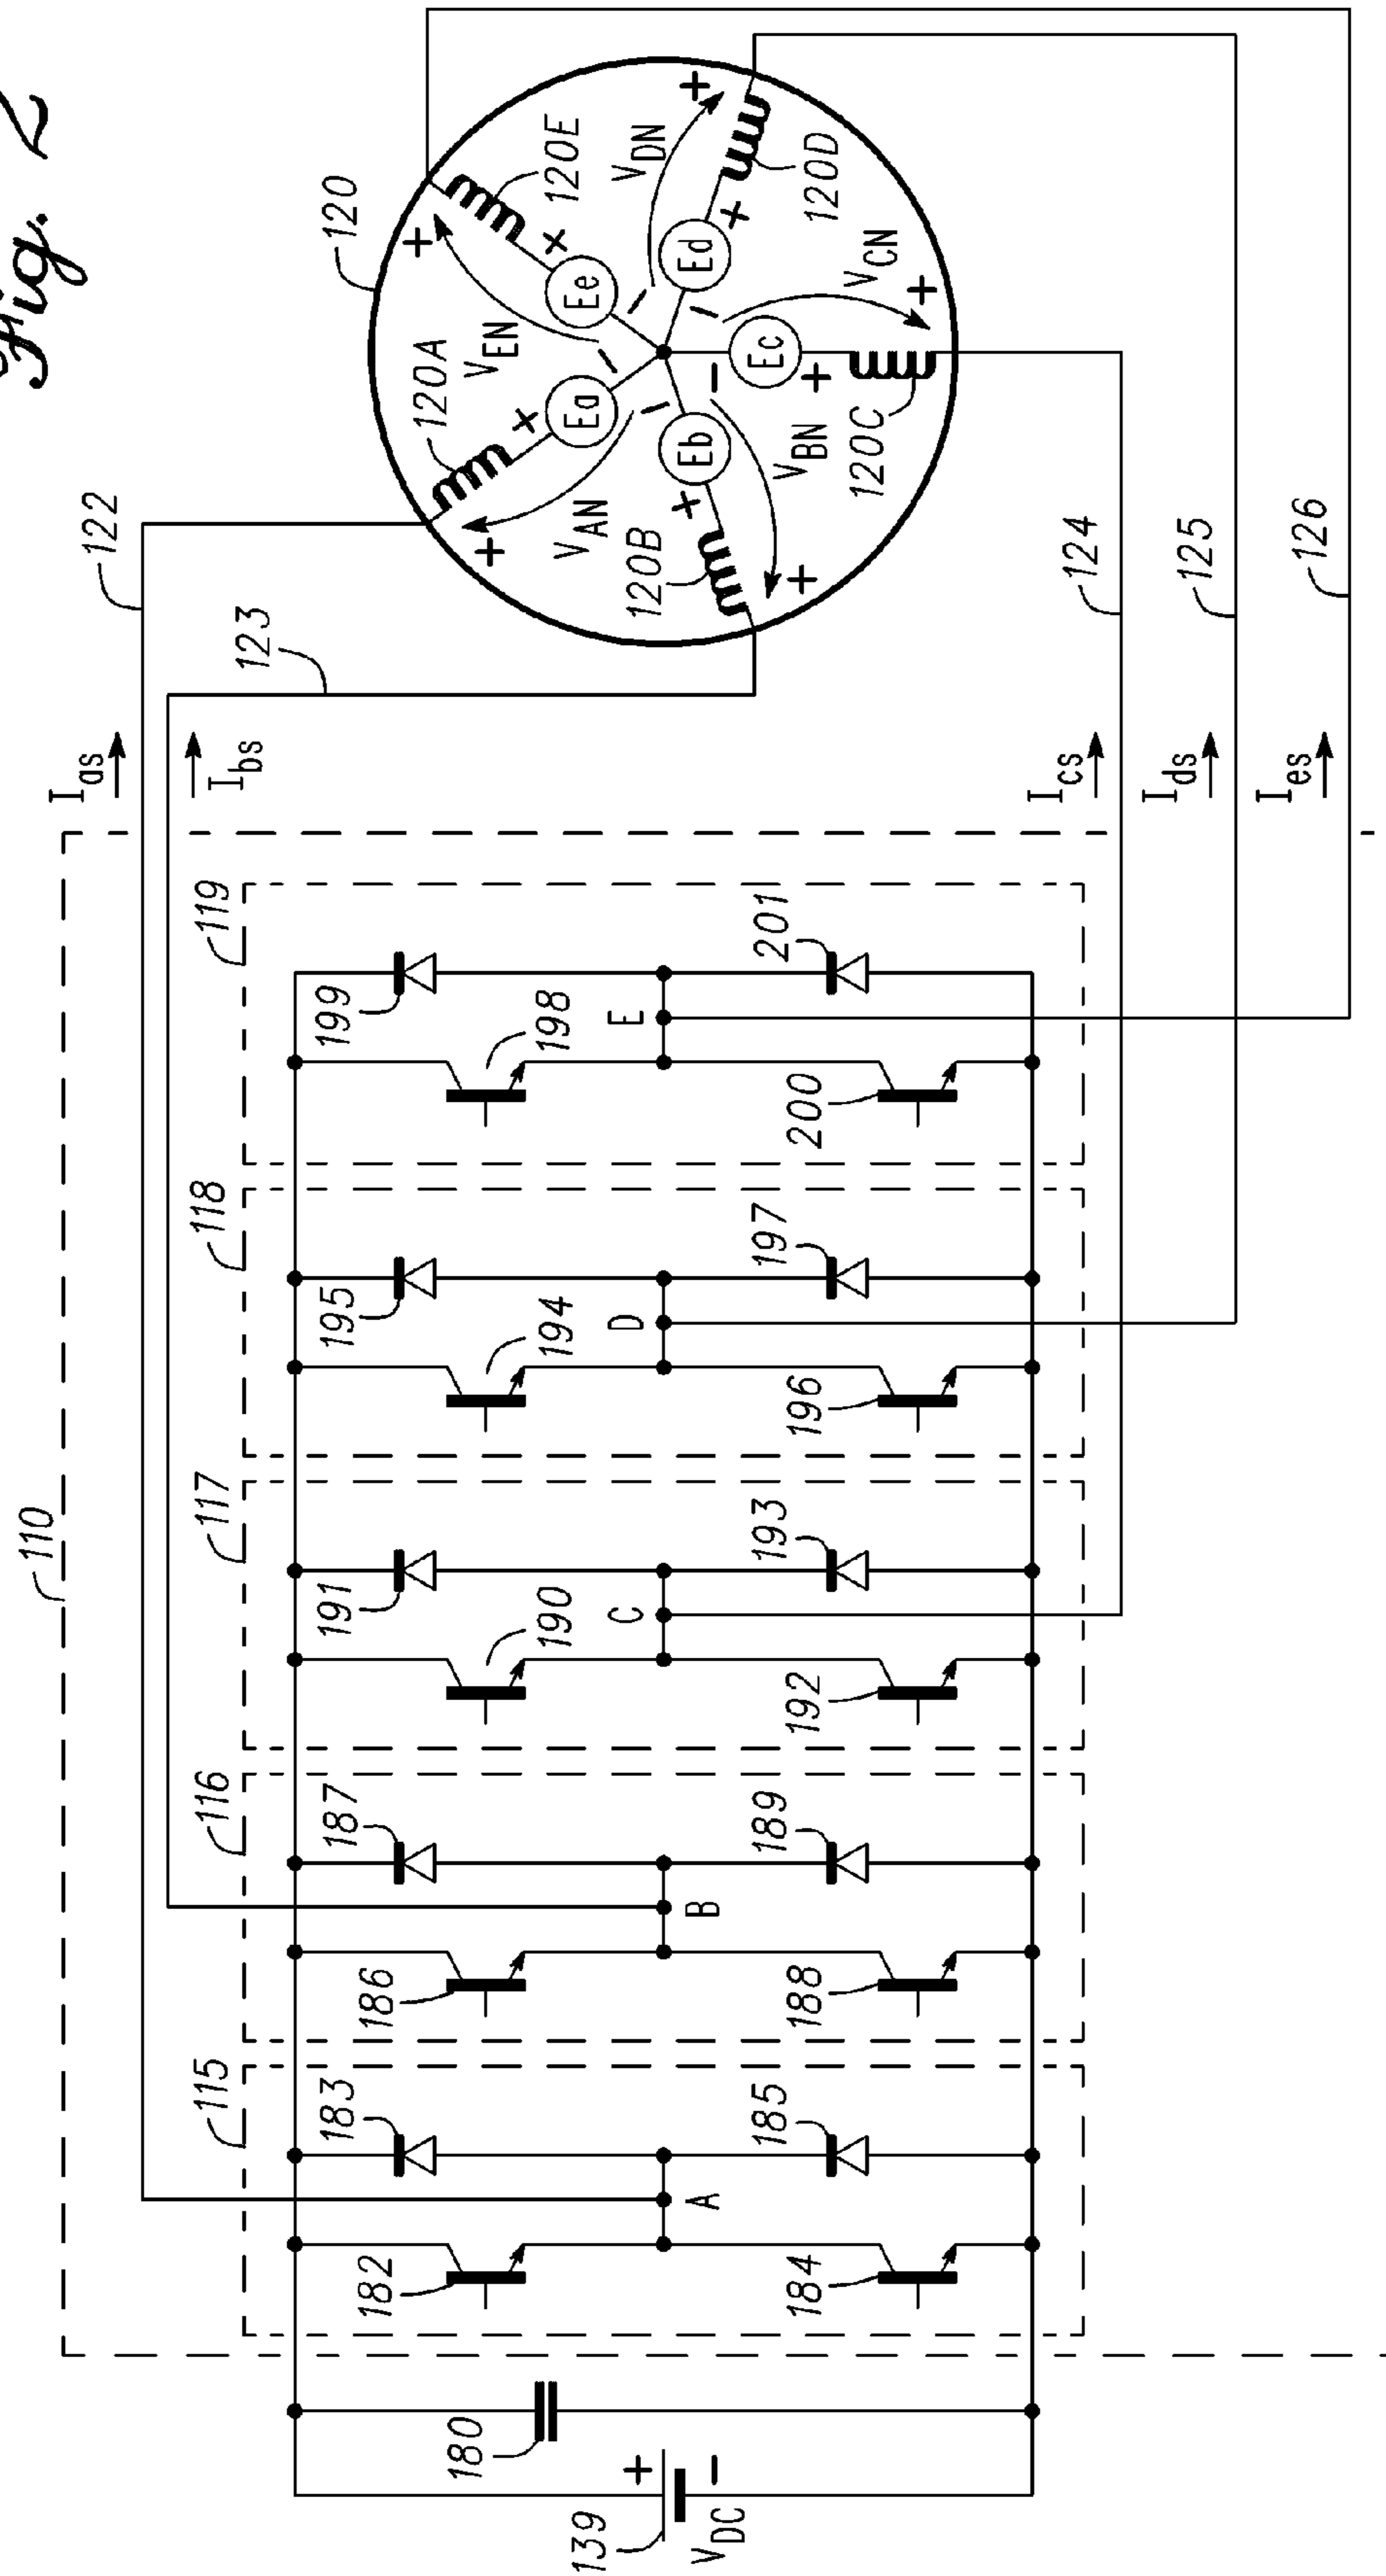 Fig. 2
110
122
120
I_as
123
I_bs
115
116
117
118
119
182
183
186
187
190
191
194
195
198
199
A
B
C
D
E
184
185
188
189
192
193
196
197
200
201
139
V_DC
+
−
180
120A
120E
V_EN
V_AN
V_DN
Ea
Ee
Eb
Ed
Ec
120B
120D
V_BN
V_CN
120C
+
+
+
+
+
+
+
+
+
+
−
−
−
−
−
I_cs
124
I_ds
125
I_es
126